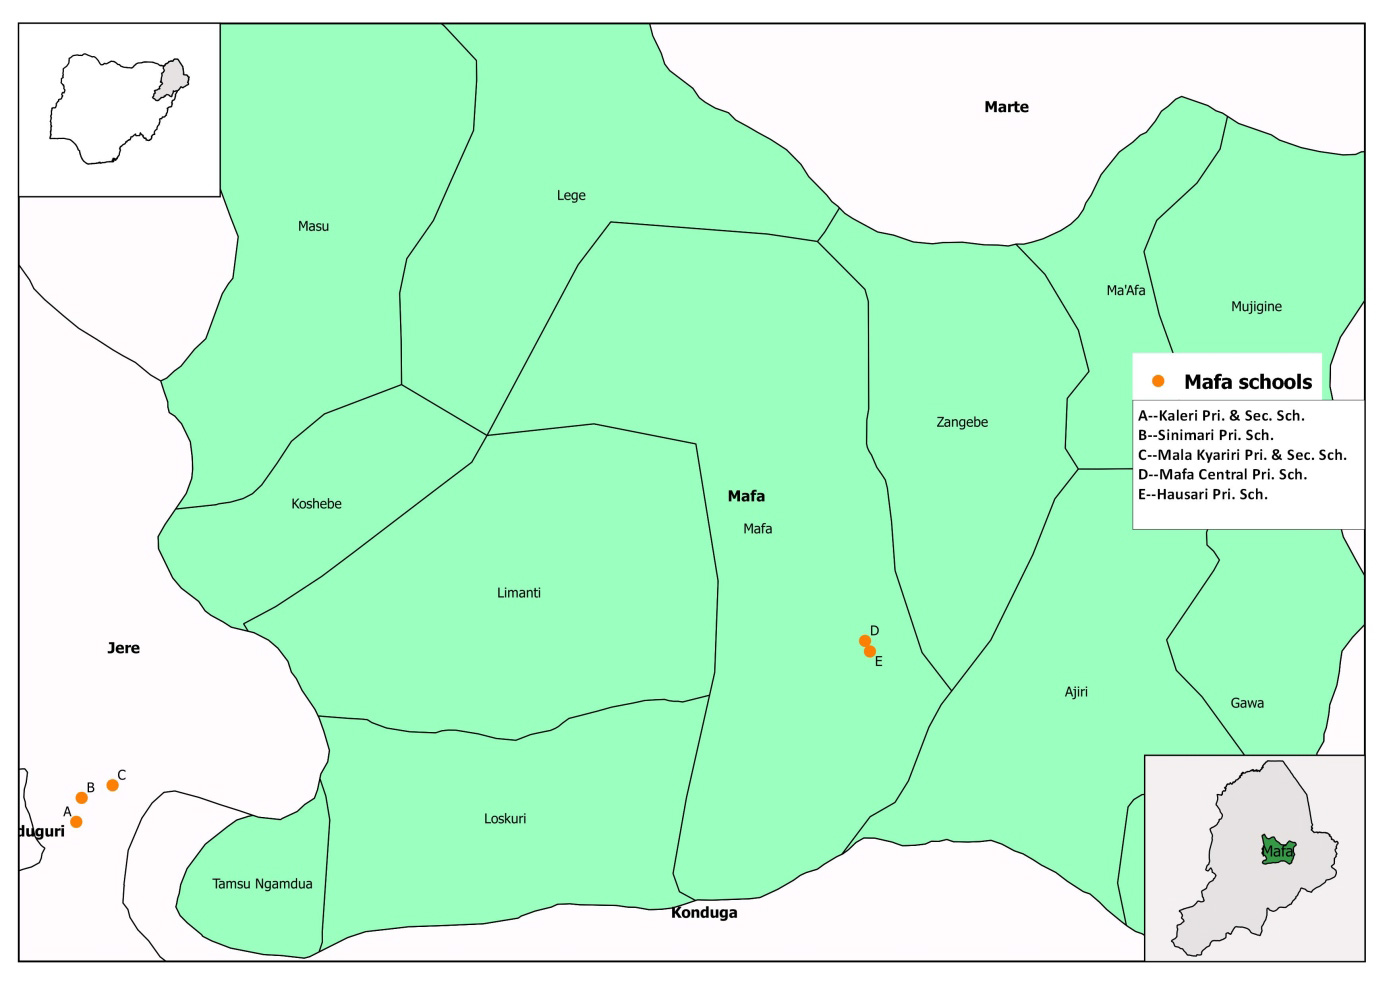 Marte
Lege
Masu
Ma'Afa
Mujigine
Mafa schools
A--Kaleri Pri. & Sec. Sch.
B--Sinimari Pri. Sch.
C--Mala Kyariri Pri. & Sec. Sch.
D--Mafa Central Pri. Sch.
E--Hausari Pri. Sch.
Zangebe
Koshebe
Mafa
Mafa
Limanti
D
E
Jere
Ajiri
Gawa
C
B
A
duguri
Loskuri
Tamsu Ngamdua
Konduga
Mafa